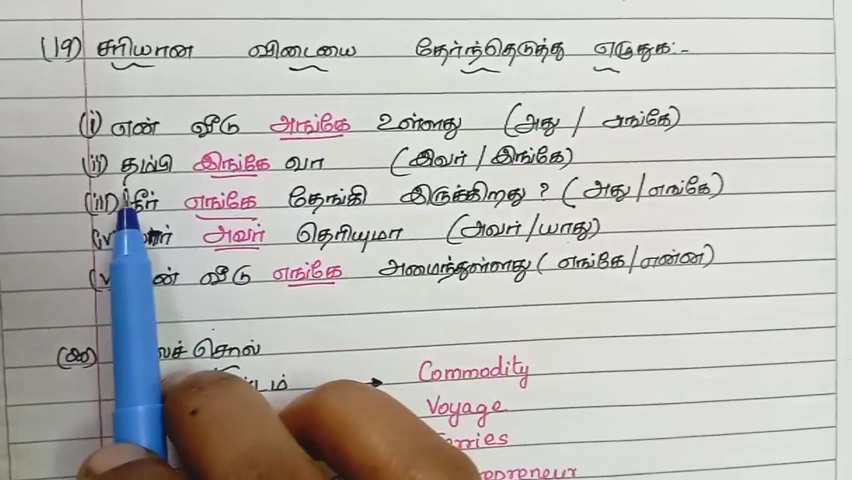 (19) சரியான விடையை தேர்ந்தெடுத்து எழுதுக:-
(i) என் வீடு அங்கே உள்ளது (அது / அங்கே)
(ii) தம்பி இங்கே வா (இவர் / இங்கே)
(iii) நீர் எங்கே தேங்கி இருக்கிறது? (அது / எங்கே)
அவர் தெரியுமா (அவர் / யாது)
வீடு எங்கே அமைந்துள்ளது (எங்கே / என்ன)
சொல்
→ Commodity
Voyage